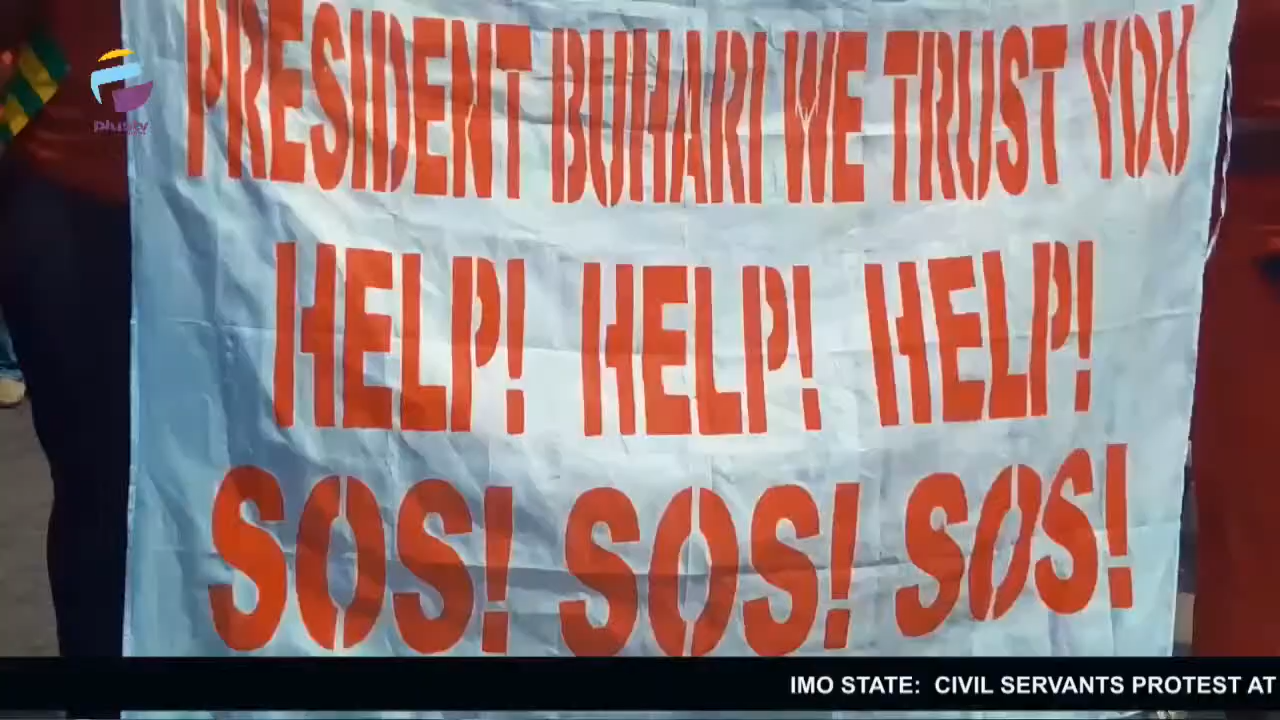 PRESIDENT BUHARI WE TRUST YOU
HELP! HELP! HELP!
SOS! SOS! SOS!
IMO STATE: CIVIL SERVANTS PROTEST AT